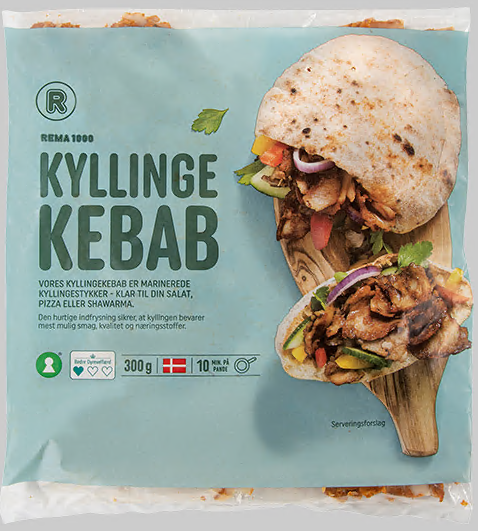 R
REMA 1000
KYLLINGE
KEBAB
VORES KYLLINGEKEBAB ER MARINEREDE
KYLLINGESTYKKER - KLAR TIL DIN SALAT,
PIZZA ELLER SHAWARMA.
Den hurtige indfrysning sikrer, at kyllingen bevarer
mest mulig smag, kvalitet og næringsstoffer.
Bedre Dyrevelfærd
300g
10 MIN. PÅ
PANDE
Serveringsforslag